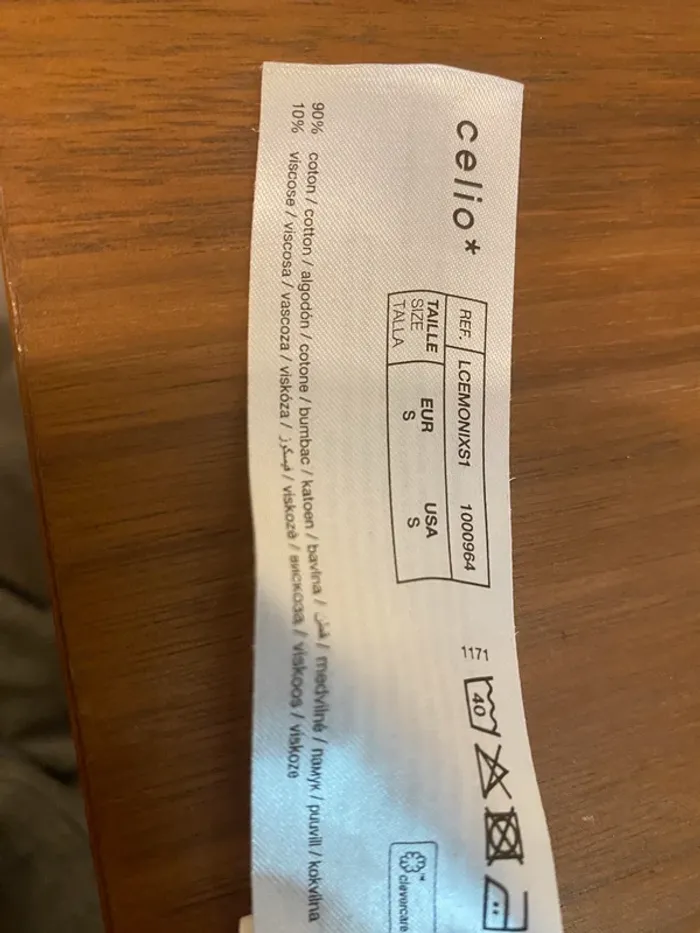 celio*
REF. LCEMONIXS1 1000964
TAILLE EUR USA
SIZE S S
TALLA
1171
40
clevercare
90% coton / cotton / algodón / cotone / bumbac / katoen / bavlna / قطن / medvilnė / памук / puuvill / kokvilna
10% viscose / viscosa / vascoza / viskóza / فيسكوز / viskozė / вискоза / viskoos / viskoze